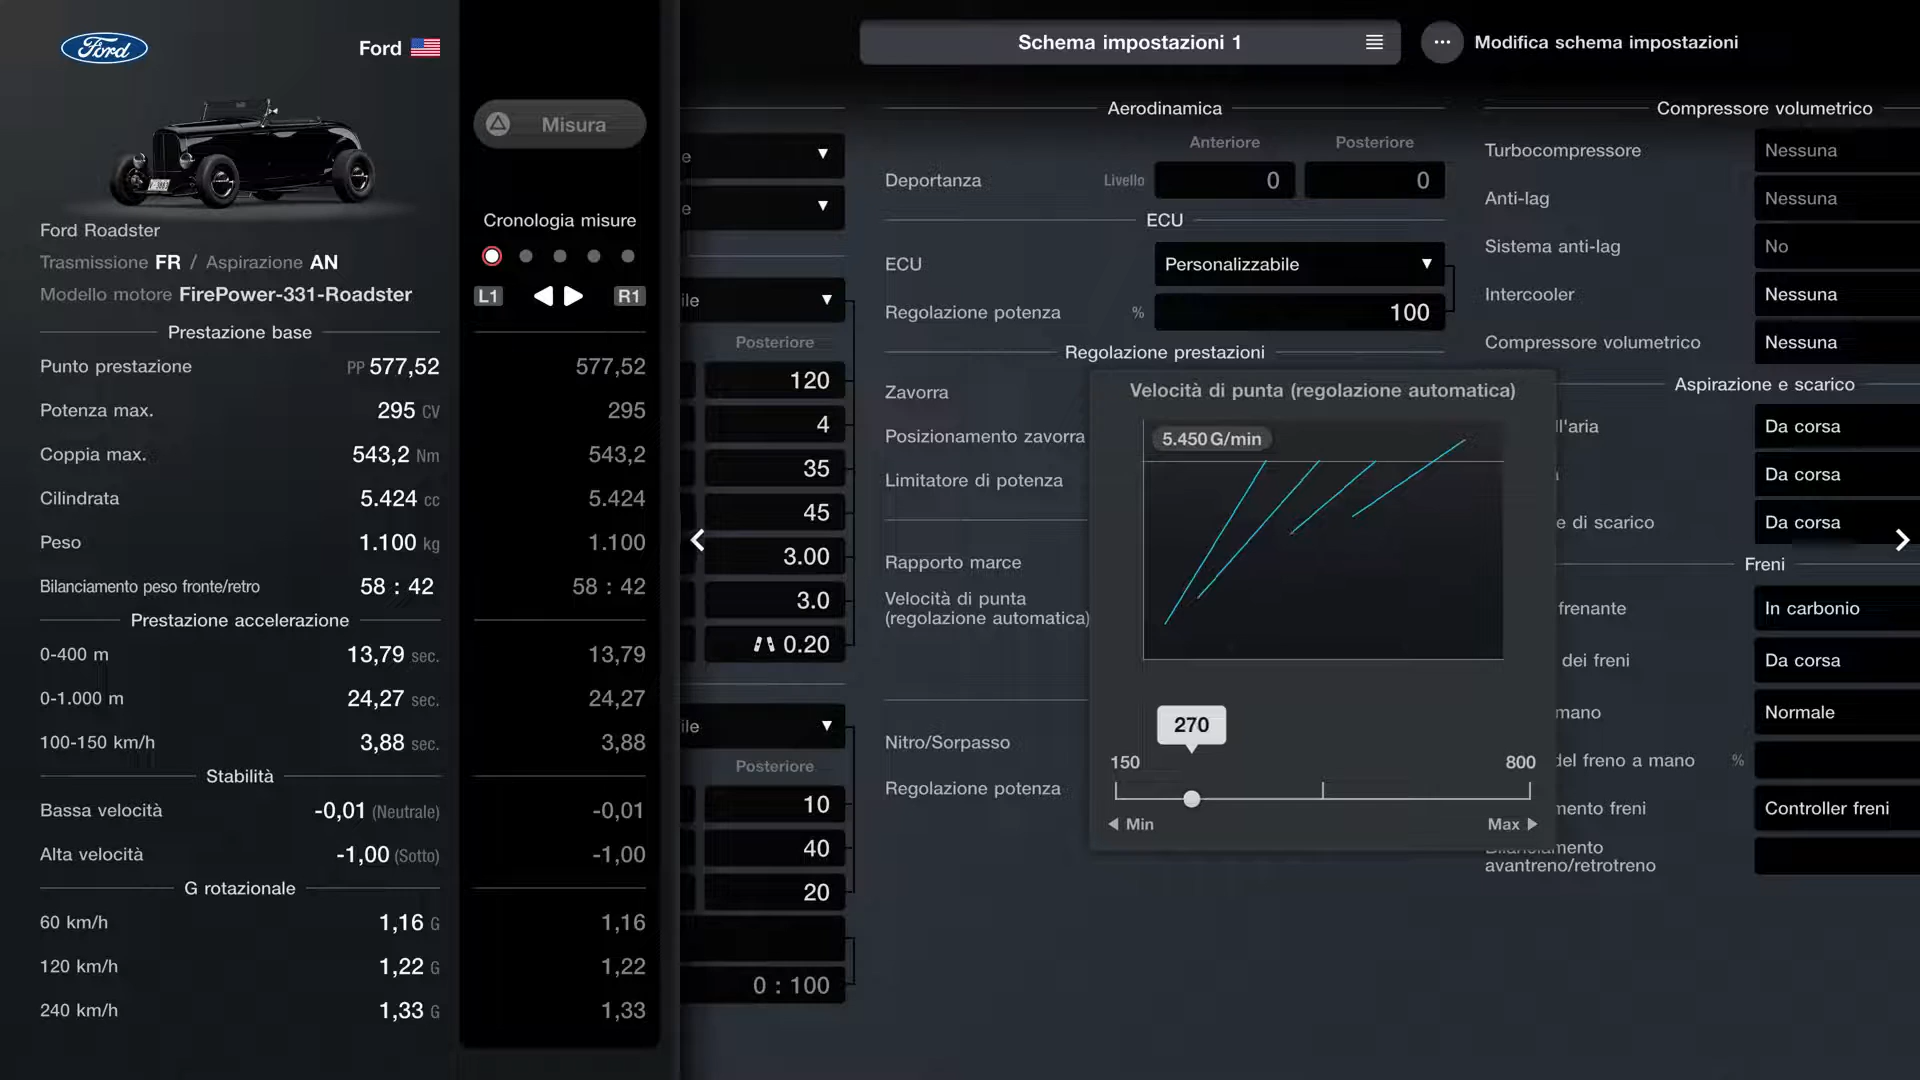 Ford
Ford
Ford Roadster
Trasmissione FR / Aspirazione AN
Modello motore FirePower-331-Roadster
Prestazione base
Punto prestazione PP 577,52
Potenza max. 295 CV
Coppia max. 543,2 Nm
Cilindrata 5.424 cc
Peso 1.100 kg
Bilanciamento peso fronte/retro 58 : 42
Prestazione accelerazione
0-400 m 13,79 sec.
0-1.000 m 24,27 sec.
100-150 km/h 3,88 sec.
Stabilità
Bassa velocità -0,01 (Neutrale)
Alta velocità -1,00 (Sotto)
G rotazionale
60 km/h 1,16 G
120 km/h 1,22 G
240 km/h 1,33 G
Misura
Cronologia misure
L1 R1
577,52
295
543,2
5.424
1.100
58 : 42
13,79
24,27
3,88
-0,01
-1,00
1,16
1,22
1,33
Schema impostazioni 1
Modifica schema impostazioni
e
e
ile
Posteriore
120
4
35
45
3.00
3.0
0.20
ile
Posteriore
10
40
20
0 : 100
Aerodinamica
Anteriore Posteriore
Deportanza Livello 0 0
ECU
ECU Personalizzabile
Regolazione potenza % 100
Regolazione prestazioni
Zavorra
Posizionamento zavorra
Limitatore di potenza
Rapporto marce
Velocità di punta
(regolazione automatica)
Nitro/Sorpasso
Regolazione potenza
Velocità di punta (regolazione automatica)
5.450 G/min
270
150 800
Min Max
Compressore volumetrico
Turbocompressore Nessuna
Anti-lag Nessuna
Sistema anti-lag No
Intercooler Nessuna
Compressore volumetrico Nessuna
Aspirazione e scarico
ll'aria Da corsa
Da corsa
e di scarico Da corsa
Freni
frenante In carbonio
dei freni Da corsa
mano Normale
del freno a mano %
mento freni Controller freni
Bilanciamento
avantreno/retrotreno